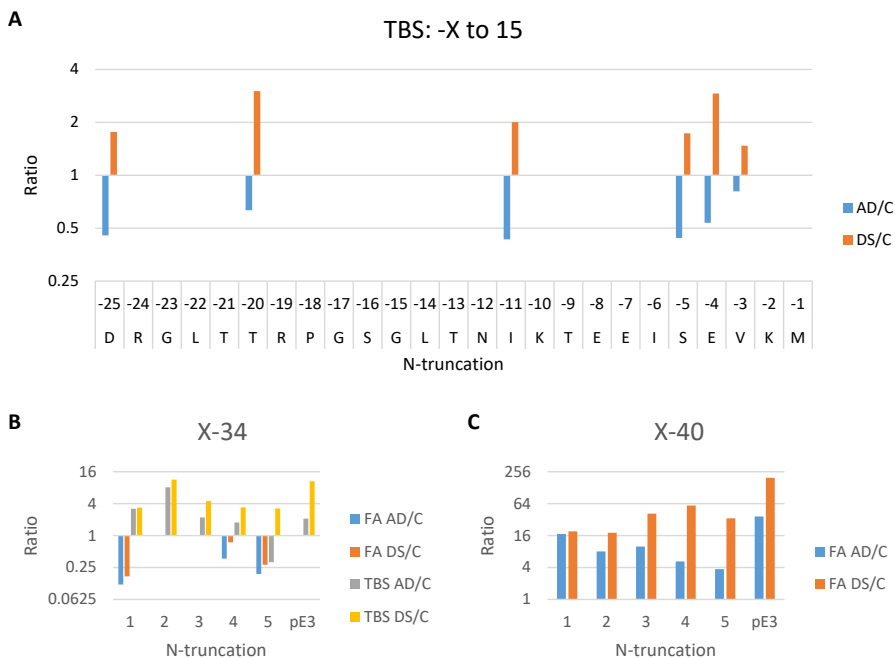 A
TBS: -X to 15
4
2
1
0.5
0.25
Ratio
-25 -24 -23 -22 -21 -20 -19 -18 -17 -16 -15 -14 -13 -12 -11 -10 -9 -8 -7 -6 -5 -4 -3 -2 -1
D R G L T T R P G S G L T N I K T E E I S E V K M
N-truncation
AD/C
DS/C
B
X-34
16
4
1
0.25
0.0625
Ratio
1 2 3 4 5 pE3
N-truncation
FA AD/C
FA DS/C
TBS AD/C
TBS DS/C
C
X-40
256
64
16
4
1
Ratio
1 2 3 4 5 pE3
N-truncation
FA AD/C
FA DS/C